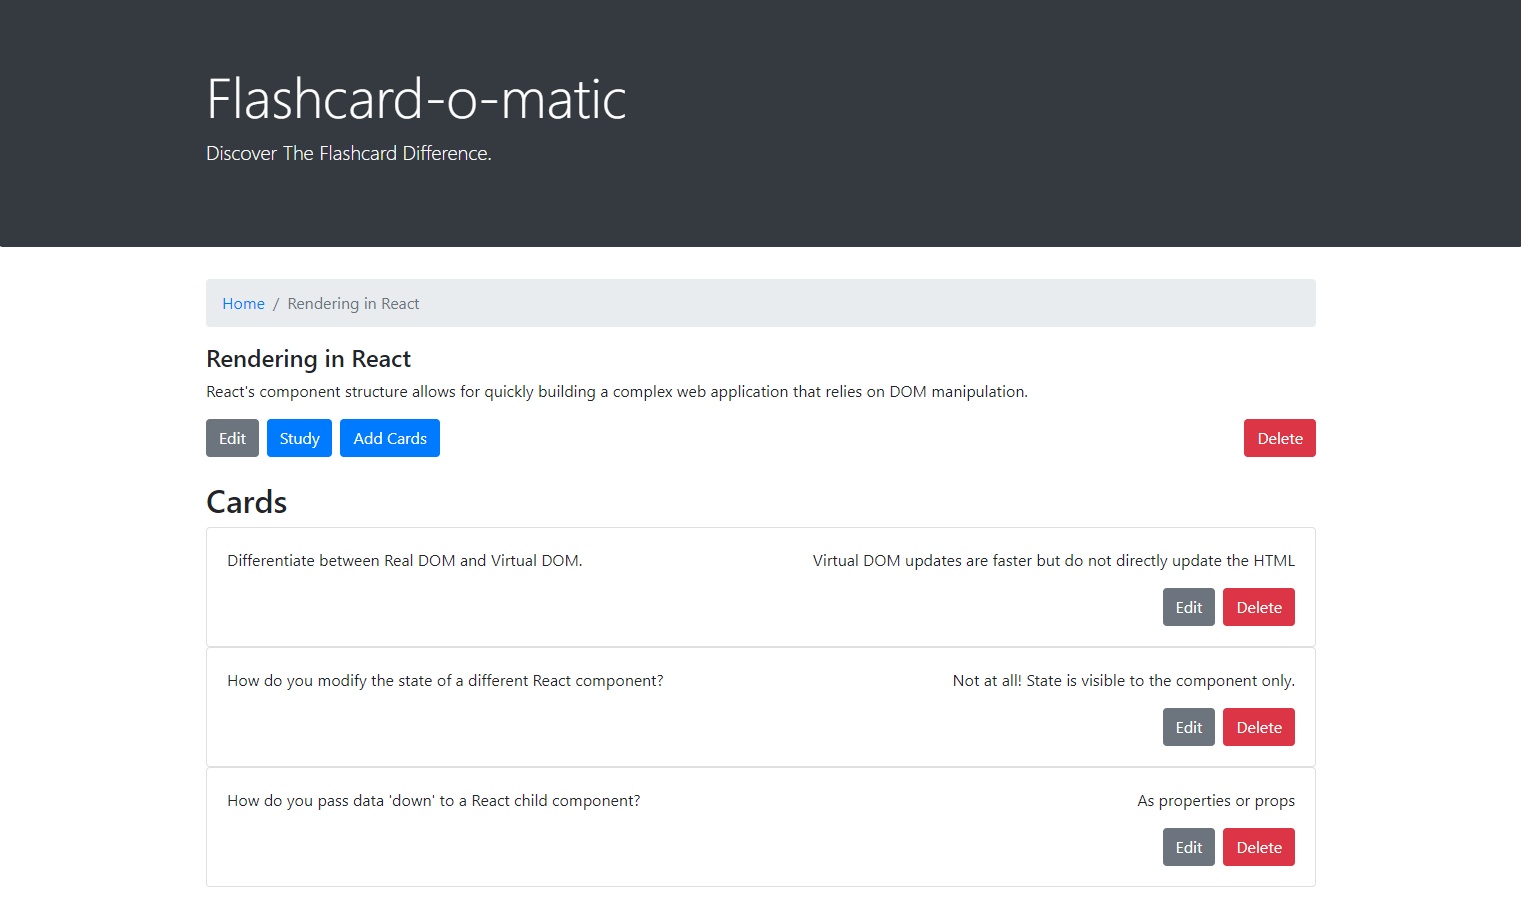 Flashcard-o-matic
Discover The Flashcard Difference.
Home / Rendering in React
Rendering in React
React's component structure allows for quickly building a complex web application that relies on DOM manipulation.
Edit Study Add Cards Delete
Cards
Differentiate between Real DOM and Virtual DOM. Virtual DOM updates are faster but do not directly update the HTML
Edit Delete
How do you modify the state of a different React component? Not at all! State is visible to the component only.
Edit Delete
How do you pass data 'down' to a React child component? As properties or props
Edit Delete